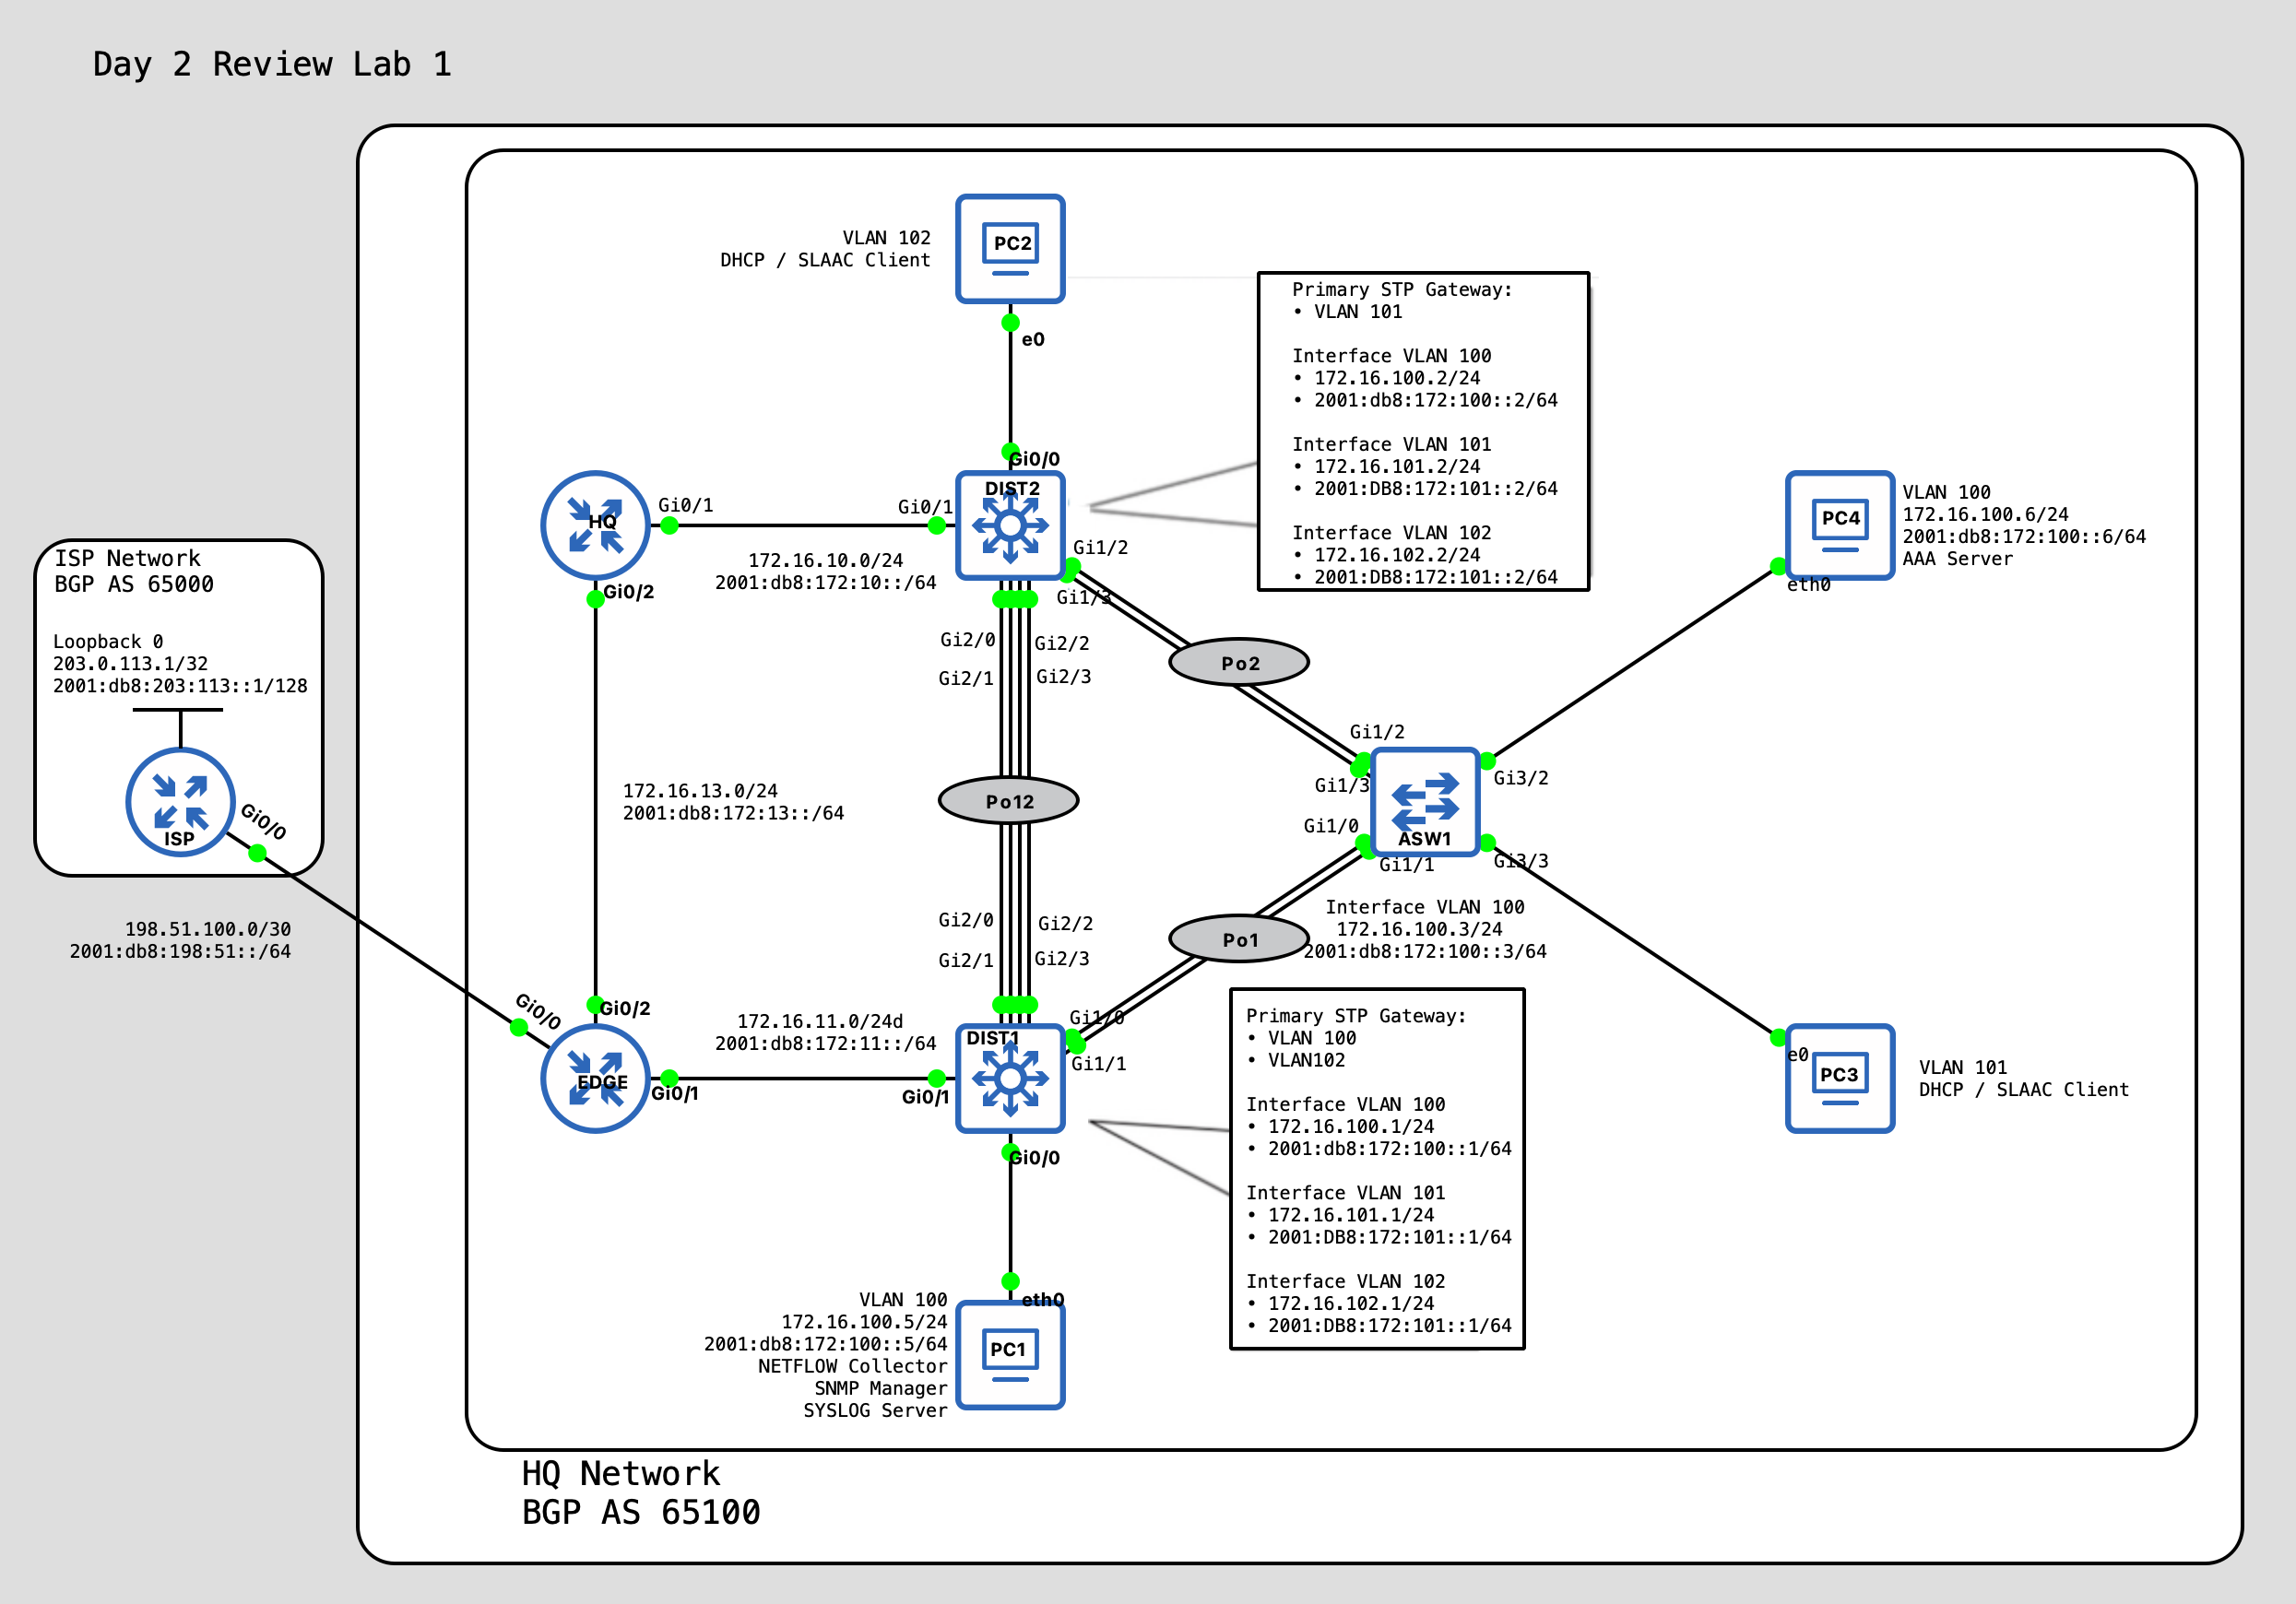 Day 2 Review Lab 1
VLAN 102
DHCP / SLAAC Client
PC2
e0
Gi0/0
DIST2
Primary STP Gateway:
• VLAN 101
Interface VLAN 100
• 172.16.100.2/24
• 2001:db8:172:100::2/64
Interface VLAN 101
• 172.16.101.2/24
• 2001:DB8:172:101::2/64
Interface VLAN 102
• 172.16.102.2/24
• 2001:DB8:172:101::2/64
HQ
Gi0/1
Gi0/1
172.16.10.0/24
2001:db8:172:10::/64
Gi0/2
Gi1/2
Gi1/3
PC4
VLAN 100
172.16.100.6/24
2001:db8:172:100::6/64
AAA Server
eth0
ISP Network
BGP AS 65000
Loopback 0
203.0.113.1/32
2001:db8:203:113::1/128
ISP
Gi0/0
198.51.100.0/30
2001:db8:198:51::/64
Gi2/0
Gi2/2
Gi2/1
Gi2/3
Po2
Gi1/2
Gi1/3
Gi3/2
Gi1/0
ASW1
Gi1/1
Gi3/3
172.16.13.0/24
2001:db8:172:13::/64
Po12
Interface VLAN 100
172.16.100.3/24
2001:db8:172:100::3/64
Po1
Gi2/0
Gi2/2
Gi2/1
Gi2/3
Gi0/0
Gi0/2
EDGE
Gi0/1
172.16.11.0/24d
2001:db8:172:11::/64
Gi0/1
DIST1
Gi1/0
Gi1/1
Gi0/0
Primary STP Gateway:
• VLAN 100
• VLAN102
Interface VLAN 100
• 172.16.100.1/24
• 2001:db8:172:100::1/64
Interface VLAN 101
• 172.16.101.1/24
• 2001:DB8:172:101::1/64
Interface VLAN 102
• 172.16.102.1/24
• 2001:DB8:172:101::1/64
e0
PC3
VLAN 101
DHCP / SLAAC Client
eth0
PC1
VLAN 100
172.16.100.5/24
2001:db8:172:100::5/64
NETFLOW Collector
SNMP Manager
SYSLOG Server
HQ Network
BGP AS 65100